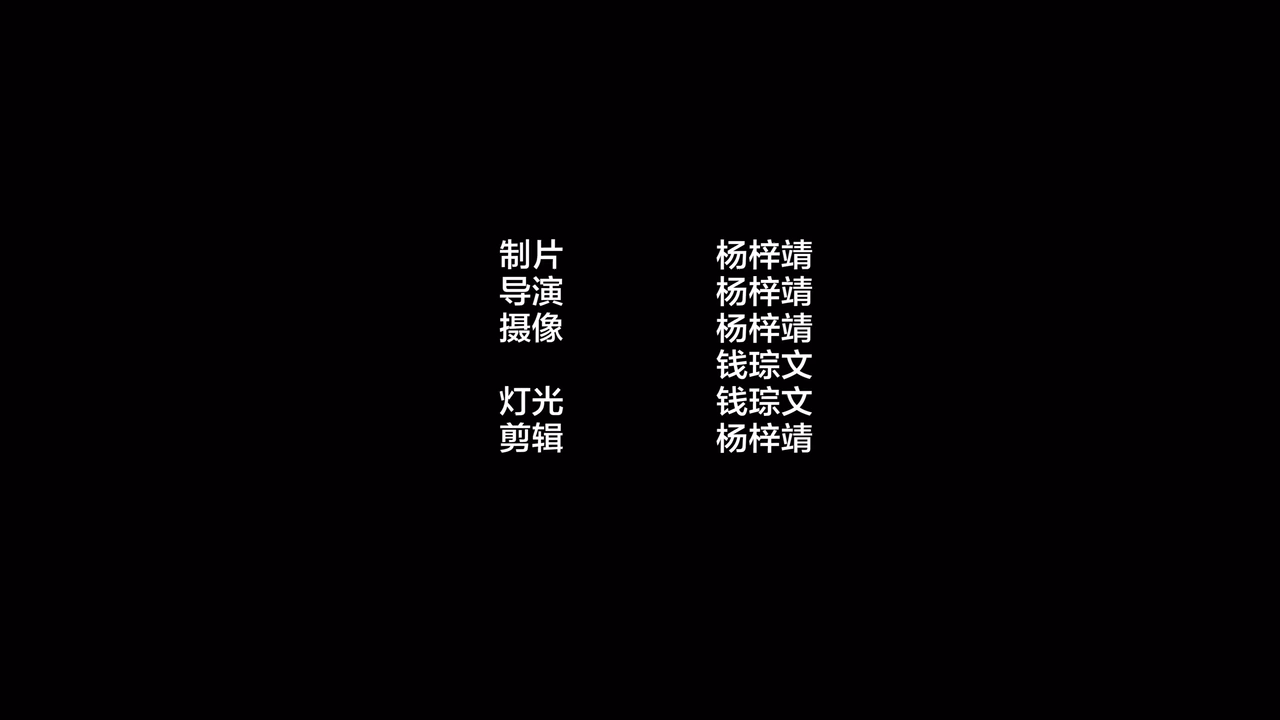 制片 杨梓靖
导演 杨梓靖
摄像 杨梓靖
钱琮文
灯光 钱琮文
剪辑 杨梓靖